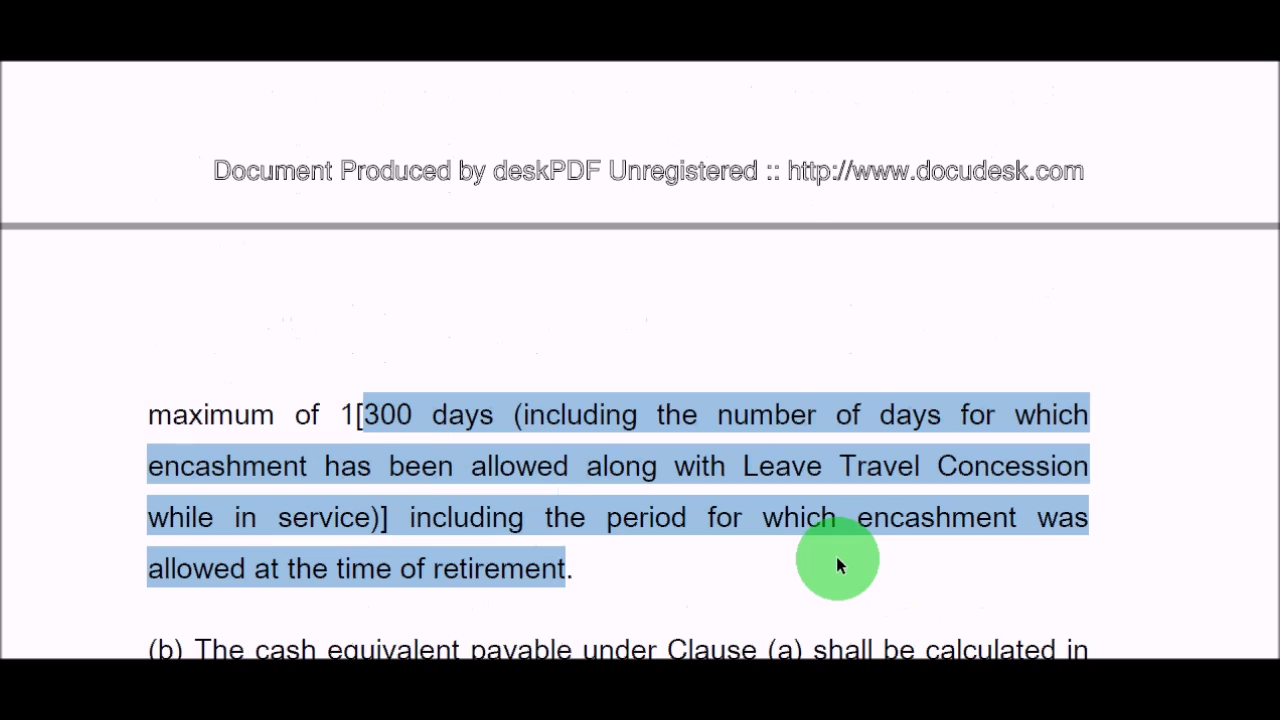 Document Produced by deskPDF Unregistered :: http://www.docudesk.com
maximum of 1[300 days (including the number of days for which
encashment has been allowed along with Leave Travel Concession
while in service)] including the period for which encashment was
allowed at the time of retirement.
(b) The cash equivalent payable under Clause (a) shall be calculated in